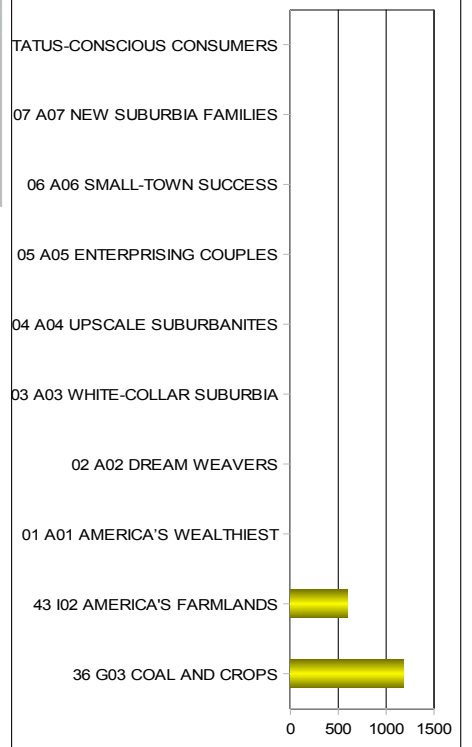 TATUS-CONSCIOUS CONSUMERS
07 A07 NEW SUBURBIA FAMILIES
06 A06 SMALL-TOWN SUCCESS
05 A05 ENTERPRISING COUPLES
04 A04 UPSCALE SUBURBANITES
03 A03 WHITE-COLLAR SUBURBIA
02 A02 DREAM WEAVERS
01 A01 AMERICA’S WEALTHIEST
43 I02 AMERICA'S FARMLANDS
36 G03 COAL AND CROPS
0 500 1000 1500